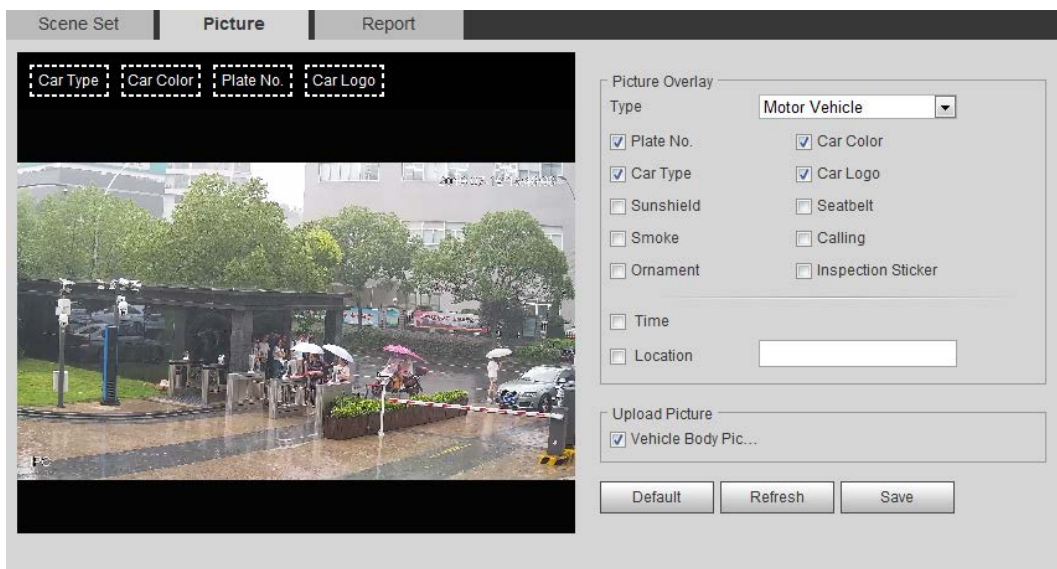 Scene Set Picture Report
Car Type Car Color Plate No. Car Logo
Picture Overlay
Type Motor Vehicle
Plate No. Car Color
Car Type Car Logo
Sunshield Seatbelt
Smoke Calling
Ornament Inspection Sticker
Time
Location
Upload Picture
Vehicle Body Pic...
Default Refresh Save